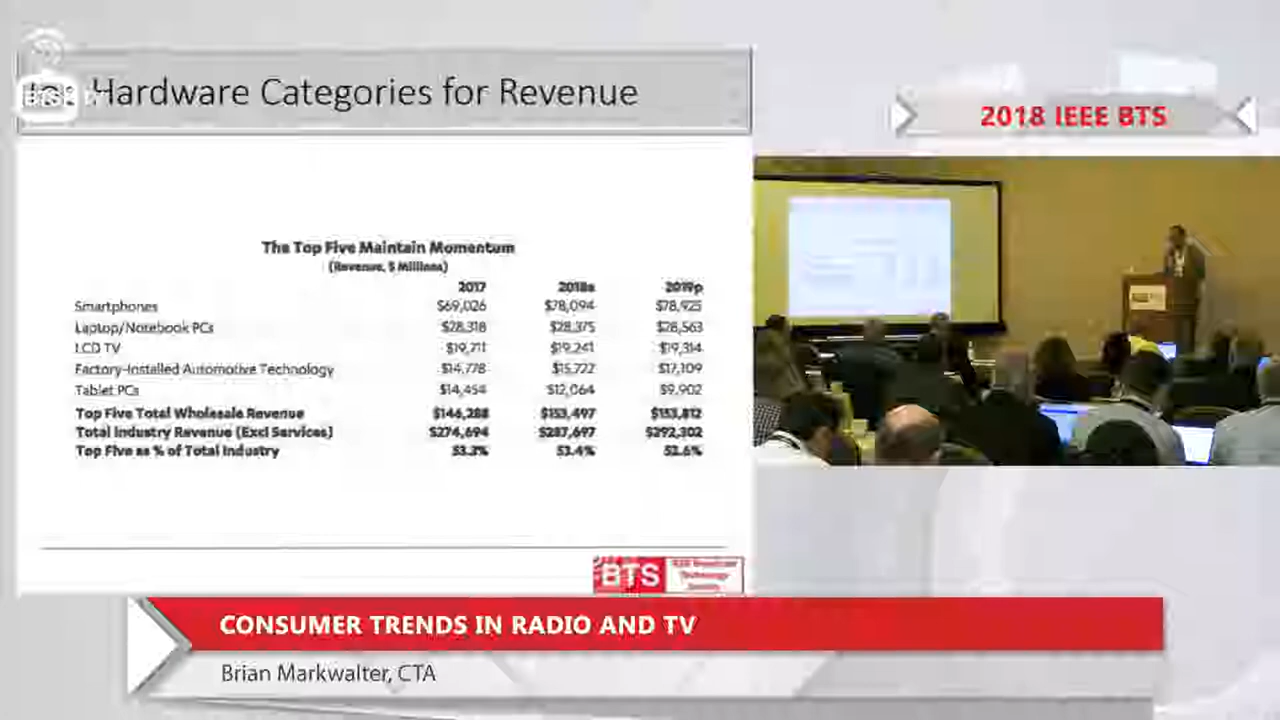 Hardware Categories for Revenue
2018 IEEE BTS
The Top Five Maintain Momentum
(Revenue, $ Millions)
2017 2018e 2019p
Smartphones $69,026 $78,094 $78,925
Laptop/Notebook PCs $28,318 $28,375 $28,563
LCD TV $19,711 $19,241 $19,314
Factory-Installed Automotive Technology $14,778 $15,722 $17,109
Tablet PCs $14,454 $12,064 $9,902
Top Five Total Wholesale Revenue $146,288 $153,497 $153,812
Total Industry Revenue (Excl Services) $274,694 $287,697 $292,302
Top Five as % of Total Industry 53.3% 53.4% 52.6%
BTS
IEEE Broadcast
Technology
Society
CONSUMER TRENDS IN RADIO AND TV
Brian Markwalter, CTA